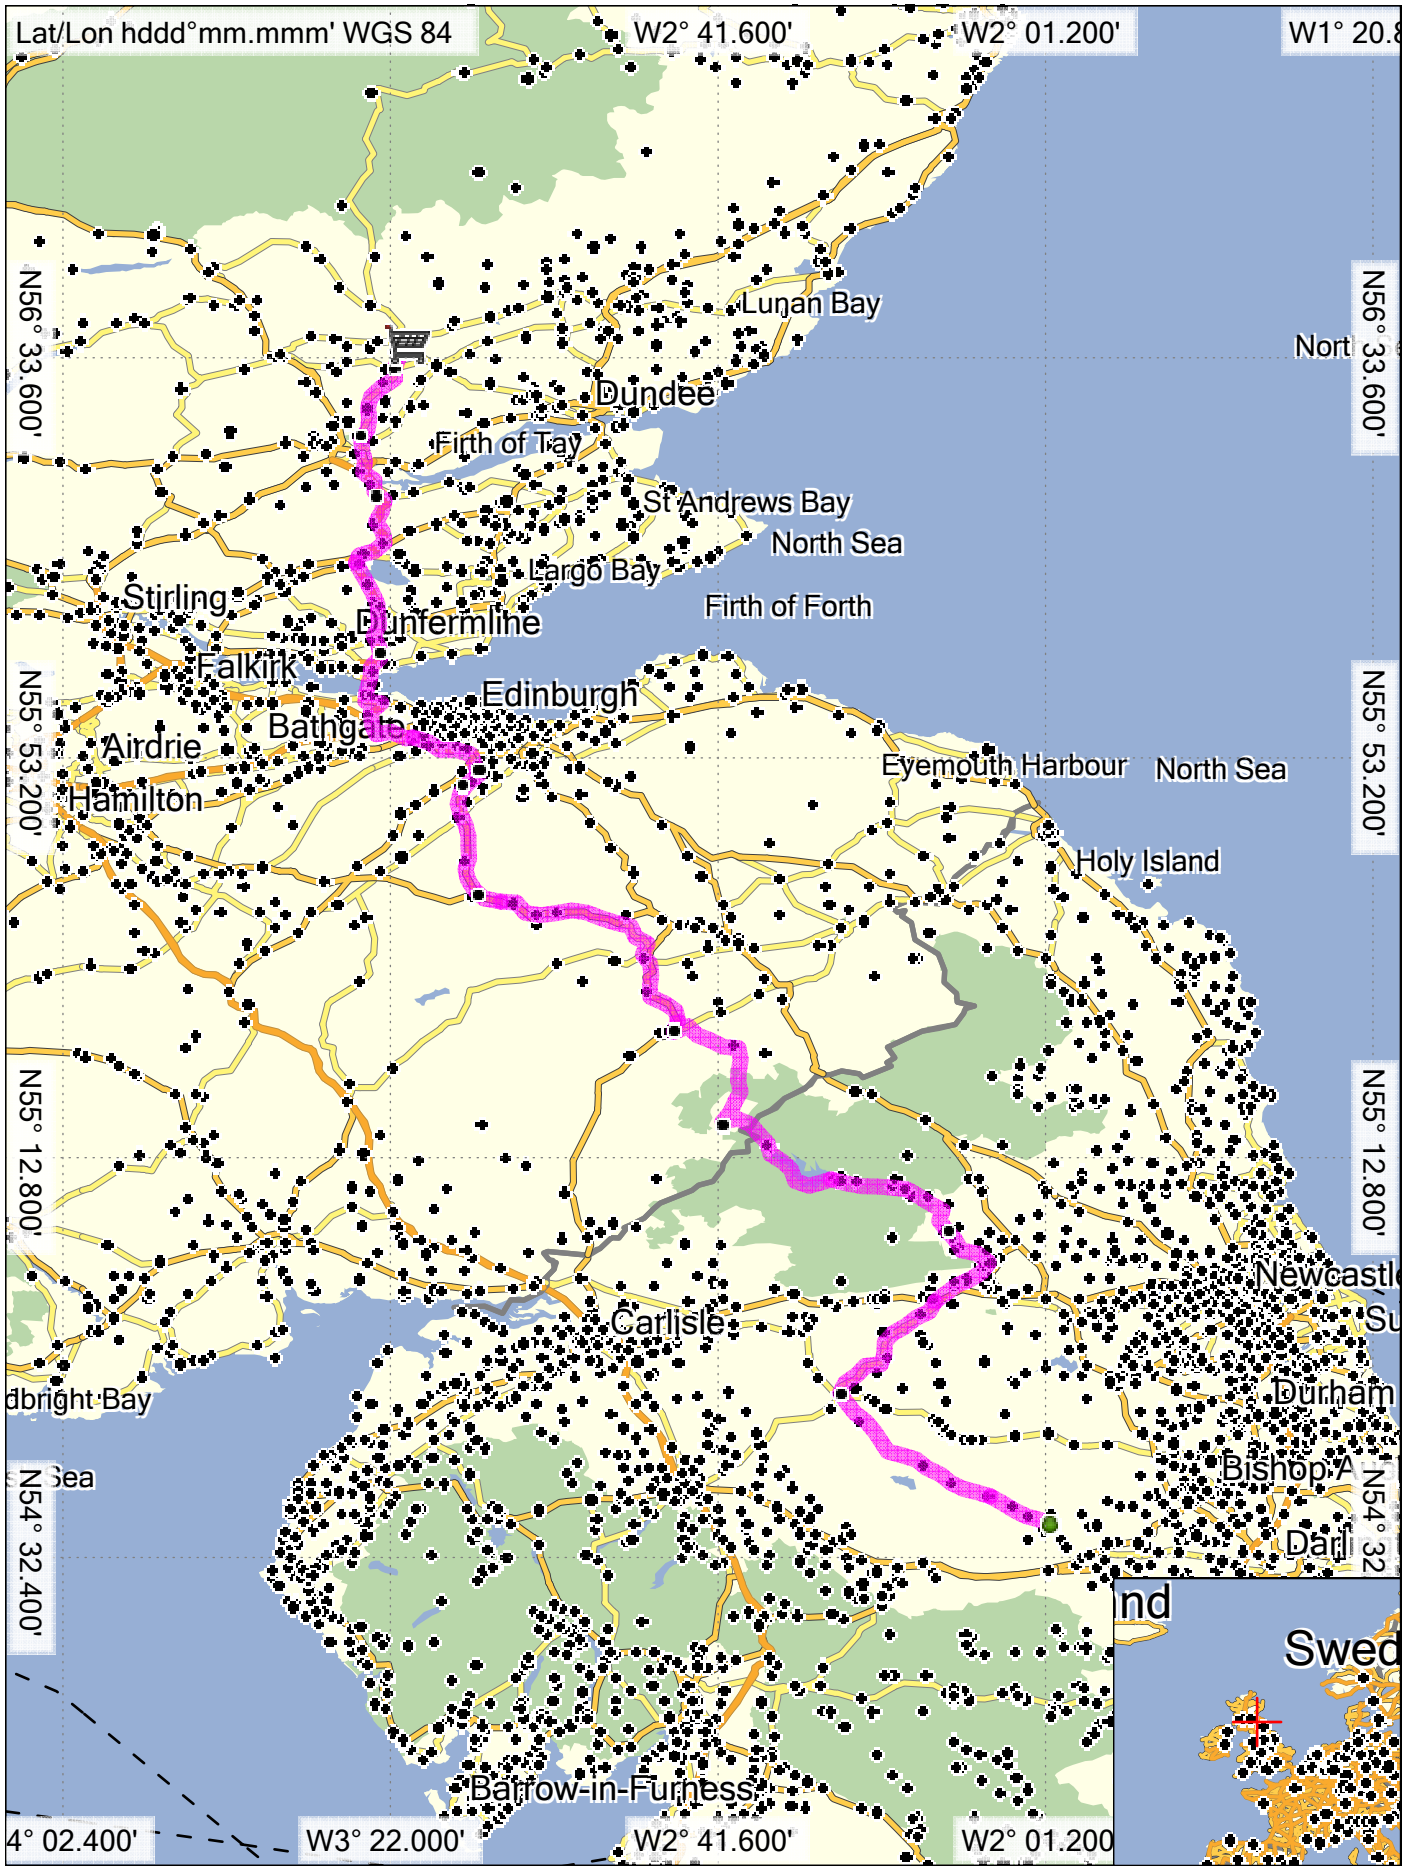 Lat/Lon hddd°mm.mmm' WGS 84
W2° 41.600'
W2° 01.200'
W1° 20.8
N56° 33.600'
N56° 33.600'
Lunan Bay
North
Dundee
Firth of Tay
St Andrews Bay
North Sea
Largo Bay
Stirling
Firth of Forth
Dunfermline
Falkirk
Edinburgh
N55° 53.200'
N55° 53.200'
Bathgate
Airdrie
Eyemouth Harbour
North Sea
Hamilton
Holy Island
N55° 12.800'
N55° 12.800'
Newcastle
Su
Carlisle
dbright Bay
Durham
Sea
Bishop A
N54° 32.400'
N54° 32
Darl
nd
Swed
Barrow-in-Furness
4° 02.400'
W3° 22.000'
W2° 41.600'
W2° 01.200